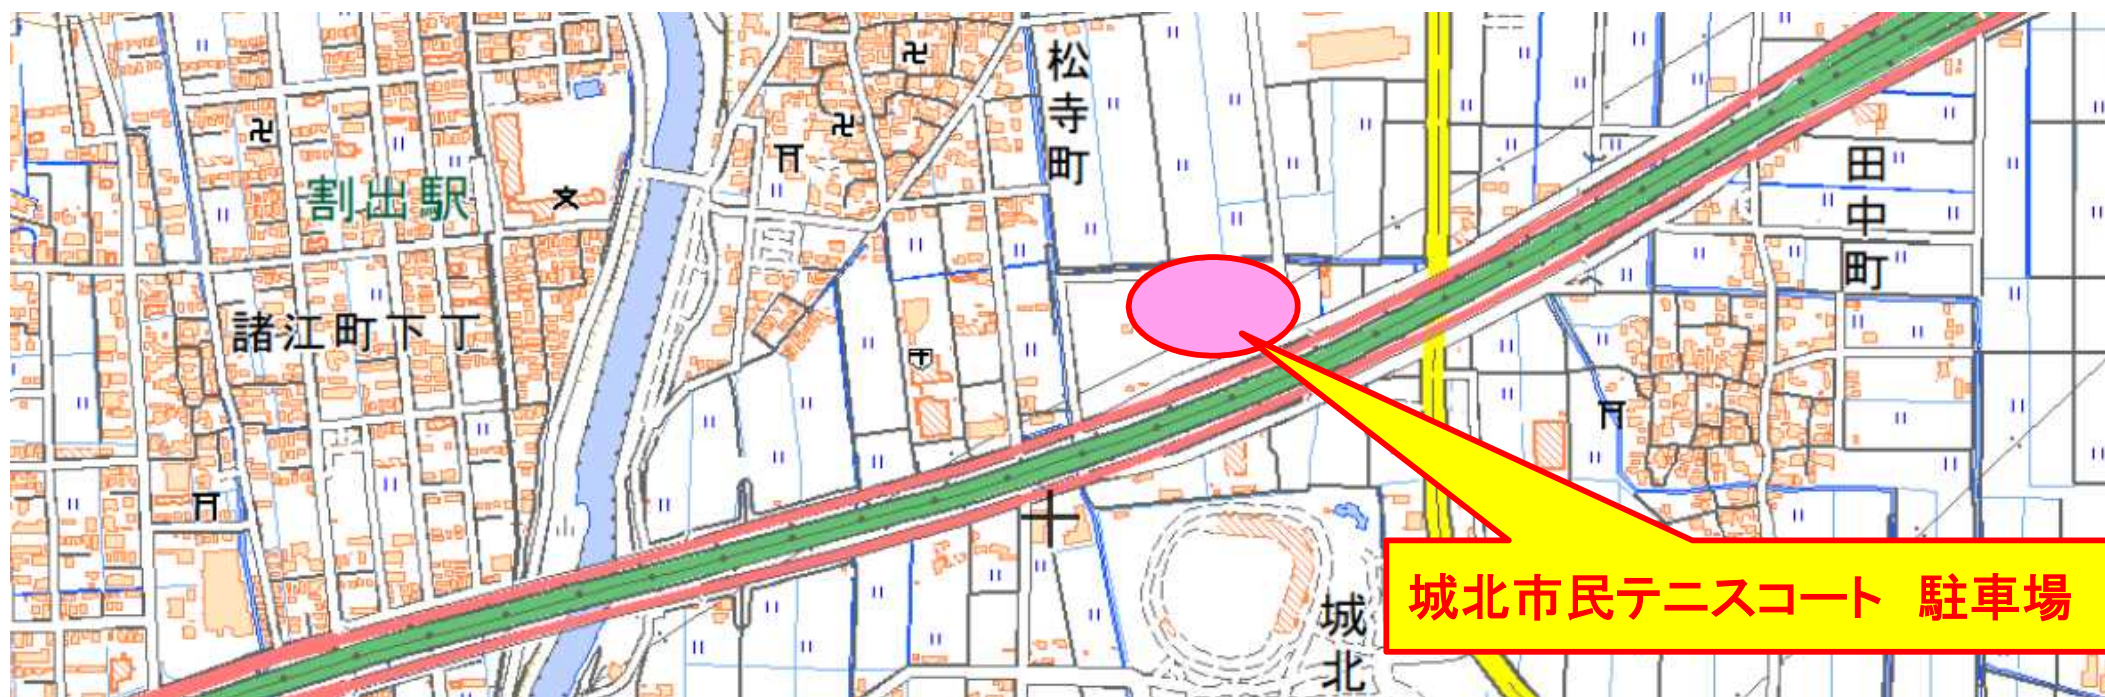 松寺町
割出駅
田中町
諸江町下丁
城北市民テニスコート 駐車場
城北